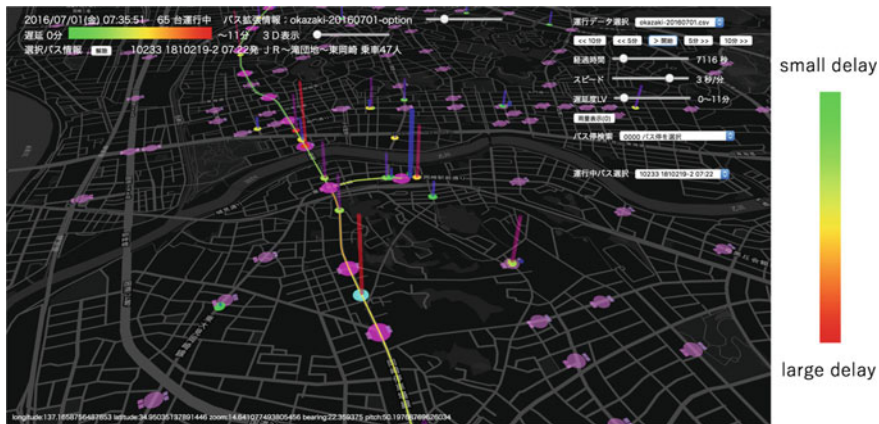 2016/07/01(金) 07:35:51 65 台運行中 バス拡張情報：okazaki-20160701-option
遅延 0分 ～11分 ３Ｄ表示
選択バス情報 解除 10233 1810219-2 07:22発 ＪＲ～滝団地～東岡崎 乗車47人
運行データ選択 okazaki-20160701.csv
<< 10分 << 5分 > 開始 5分 >> 10分 >>
経過時間 7116 秒
スピード 3 秒/分
遅延度LV 0～11分
バス停検索 0000 バス停を選択
運行中バス選択 10233 1810219-2 07:22
small delay
large delay
longitude:137.1658756487653 latitude:34.95035157891446 zoom:14.641077493805456 bearing:22.359375 pitch:50.19768769626034